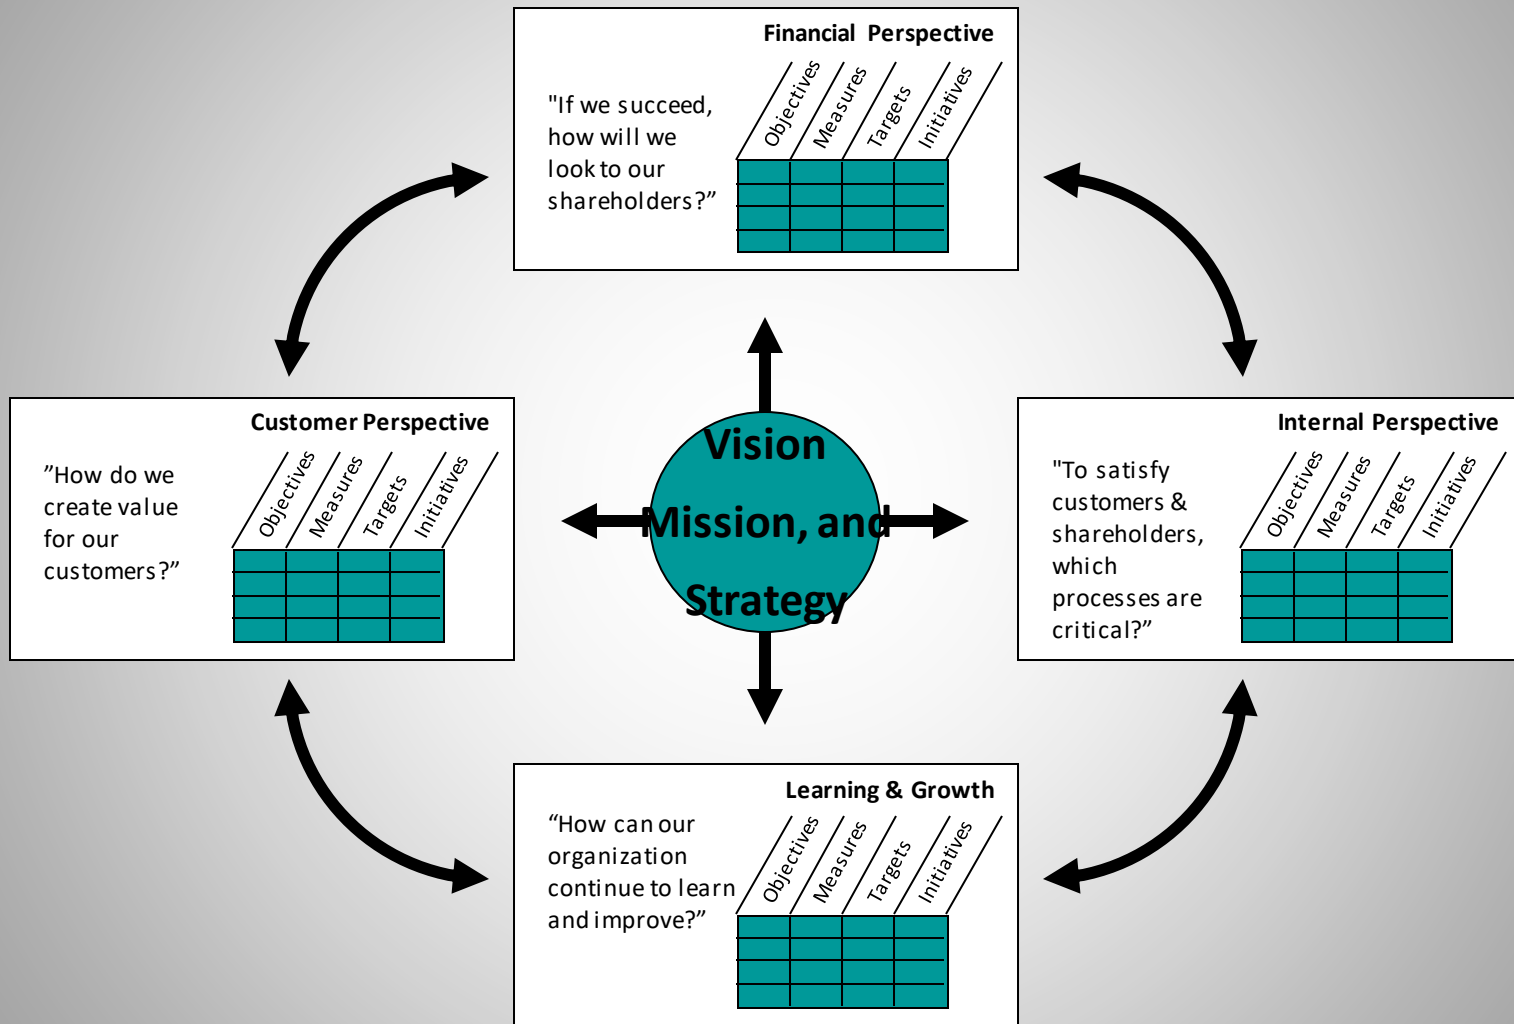 Financial Perspective
"If we succeed,
how will we
look to our
shareholders?”
Objectives
Measures
Targets
Initiatives
Customer Perspective
”How do we
create value
for our
customers?”
Objectives
Measures
Targets
Initiatives
Vision
Mission, and
Strategy
Internal Perspective
"To satisfy
customers &
shareholders,
which
processes are
critical?”
Objectives
Measures
Targets
Initiatives
Learning & Growth
“How can our
organization
continue to learn
and improve?”
Objectives
Measures
Targets
Initiatives